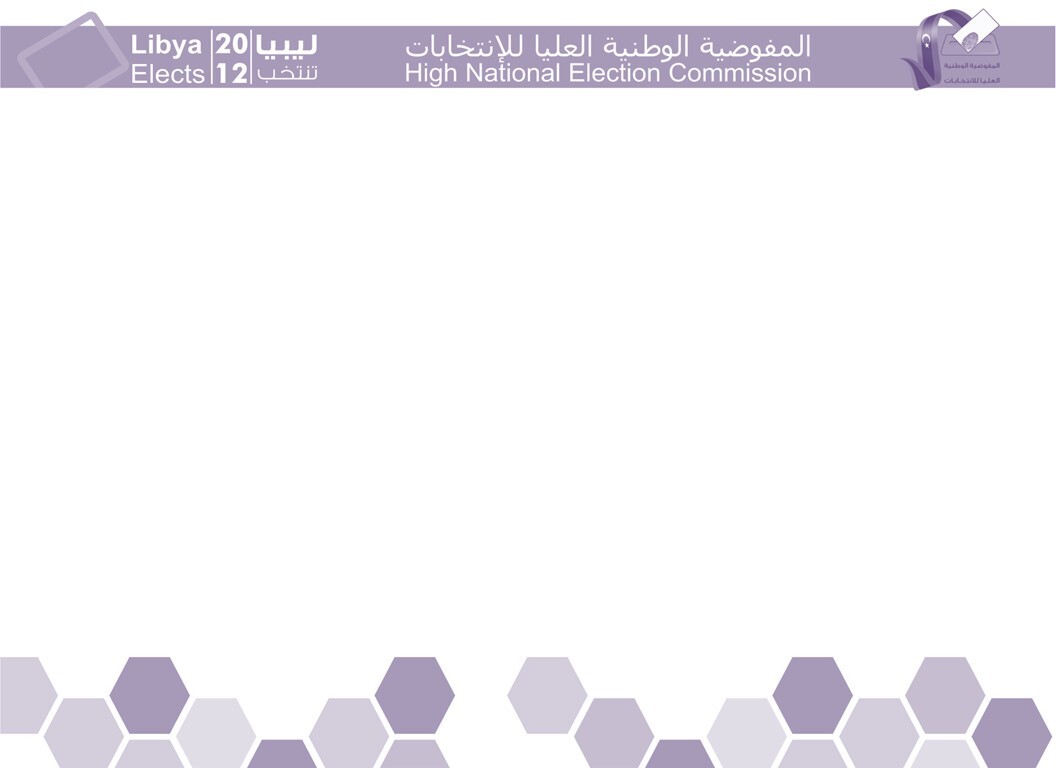 Libya 20 ليبيا
Elects 12 تنتخب
المفوضية الوطنية العليا للإنتخابات
High National Election Commission
المفوضية الوطنية
العليا للانتخابات